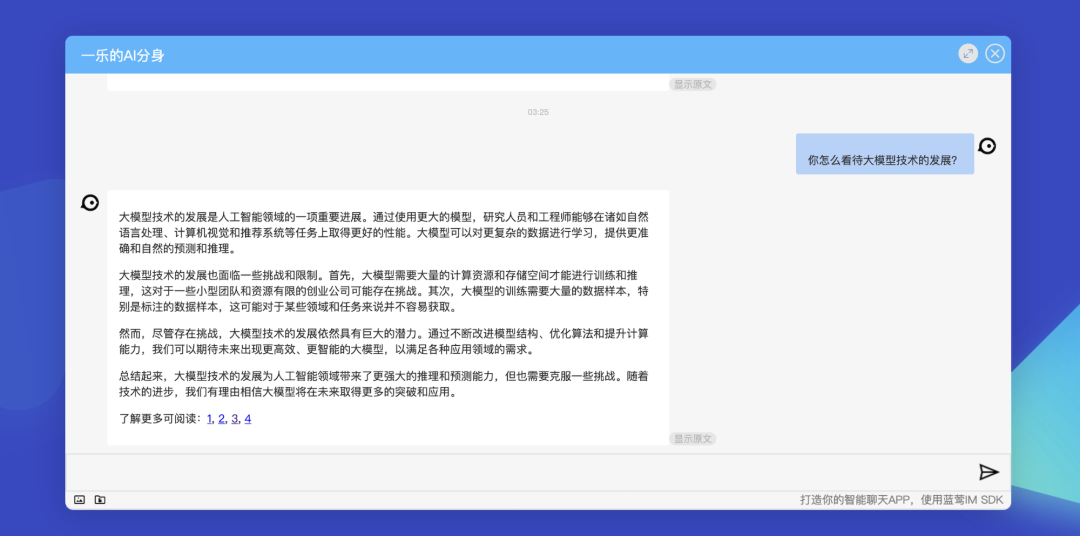 一乐的AI分身
显示原文
03:25
你怎么看待大模型技术的发展?
大模型技术的发展是人工智能领域的一项重要进展。通过使用更大的模型，研究人员和工程师能够在诸如自然
语言处理、计算机视觉和推荐系统等任务上取得更好的性能。大模型可以对更复杂的数据进行学习，提供更准
确和自然的预测和推理。
大模型技术的发展也面临一些挑战和限制。首先，大模型需要大量的计算资源和存储空间才能进行训练和推
理，这对于一些小型团队和资源有限的创业公司可能存在挑战。其次，大模型的训练需要大量的数据样本，特
别是标注的数据样本，这可能对于某些领域和任务来说并不容易获取。
然而，尽管存在挑战，大模型技术的发展依然具有巨大的潜力。通过不断改进模型结构、优化算法和提升计算
能力，我们可以期待未来出现更高效、更智能的大模型，以满足各种应用领域的需求。
总结起来，大模型技术的发展为人工智能领域带来了更强大的推理和预测能力，但也需要克服一些挑战。随着
技术的进步，我们有理由相信大模型将在未来取得更多的突破和应用。
了解更多可阅读：1, 2, 3, 4
显示原文
打造你的智能聊天APP，使用蓝莺IM SDK